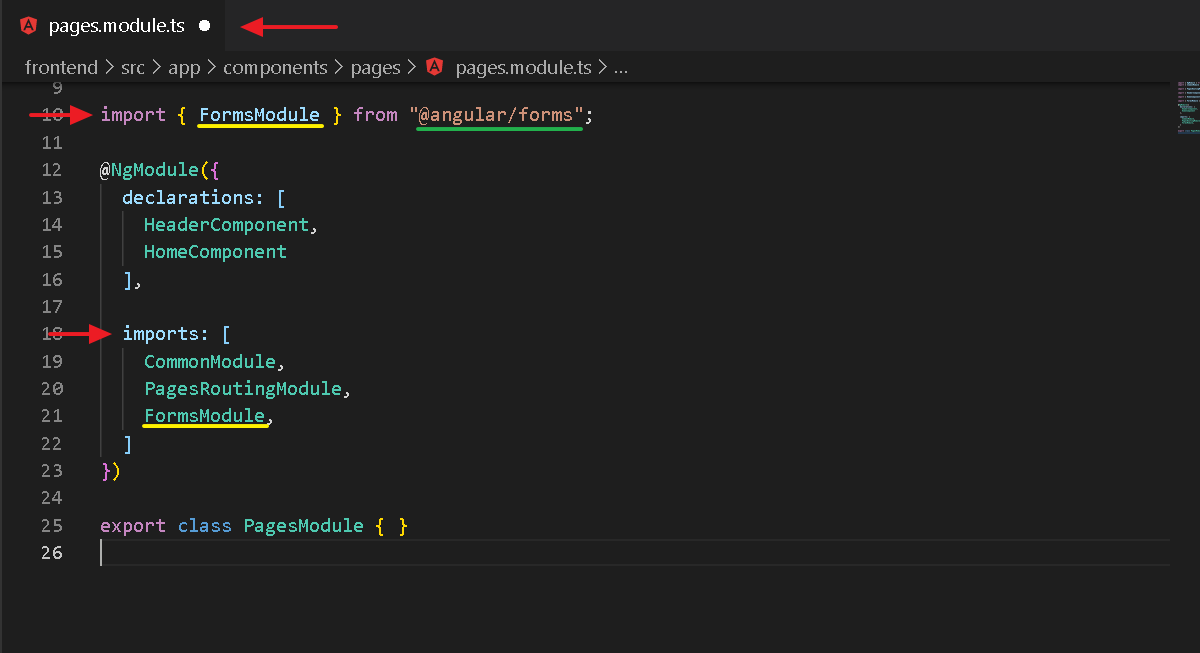 pages.module.ts
frontend > src > app > components > pages > pages.module.ts > ...
9
10 import { FormsModule } from "@angular/forms";
11
12 @NgModule({
13   declarations: [
14     HeaderComponent,
15     HomeComponent
16   ],
17
18   imports: [
19     CommonModule,
20     PagesRoutingModule,
21     FormsModule,
22   ]
23 })
24
25 export class PagesModule { }
26